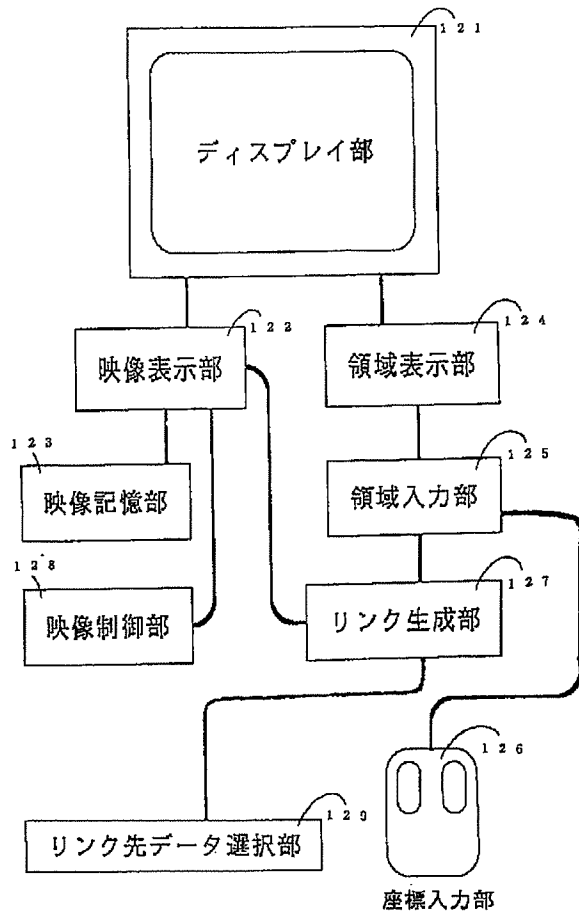 121
ディスプレイ部
122
124
映像表示部
領域表示部
123
125
映像記憶部
領域入力部
128
127
映像制御部
リンク生成部
126
129
リンク先データ選択部
座標入力部